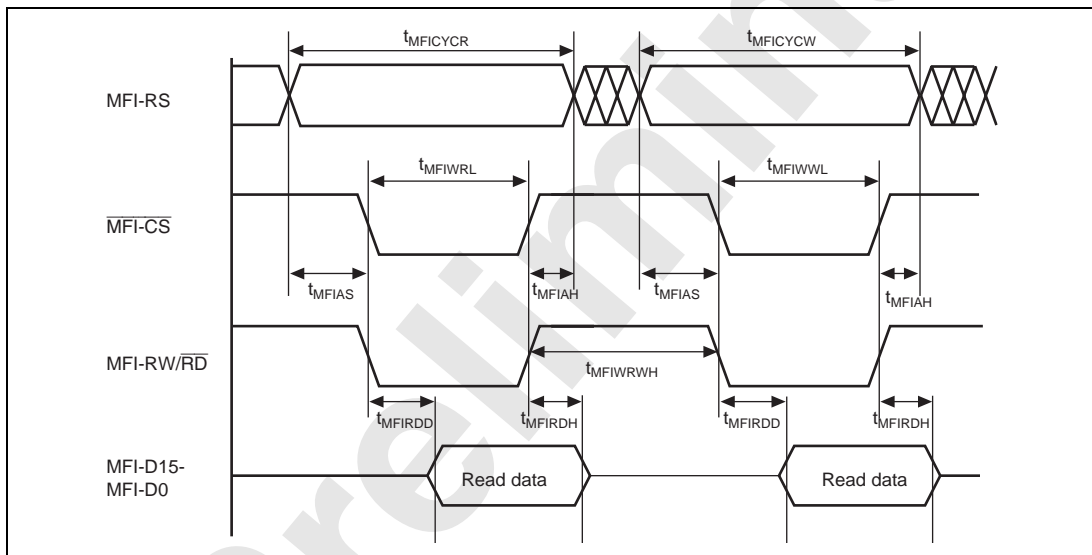 tMFICYCR tMFICYCW
MFI-RS
tMFIWRL tMFIWWL
MFI-CS
tMFIAS tMFIAH tMFIAS tMFIAH
MFI-RW/RD
tMFIWRWH
tMFIRDD tMFIRDH tMFIRDD tMFIRDH
MFI-D15-
MFI-D0
Read data Read data